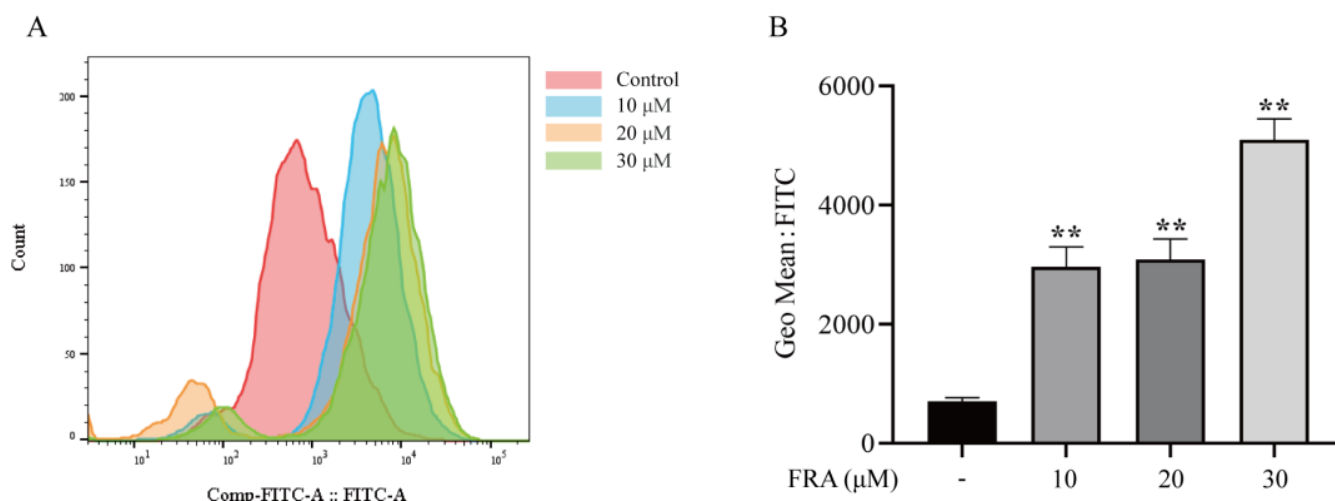 A
Count
200
150
100
50
0
10¹ 10² 10³ 10⁴ 10⁵
Comp-FITC-A :: FITC-A
Control
10 μM
20 μM
30 μM
B
Geo Mean : FITC
6000
4000
2000
0
** ** **
FRA (μM) - 10 20 30